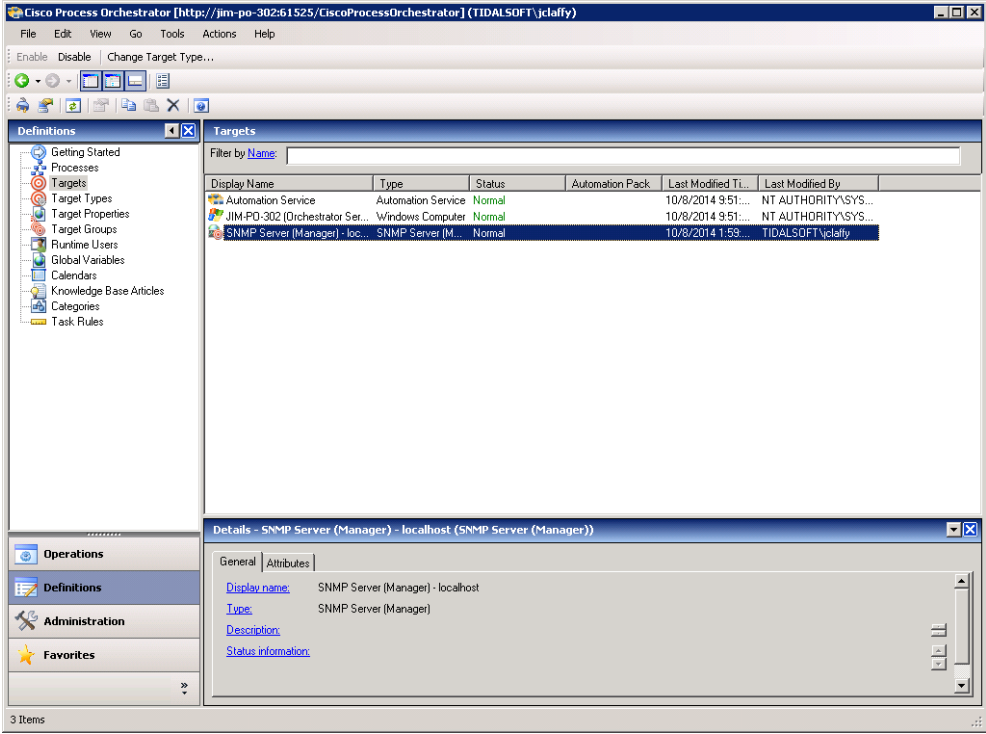 Cisco Process Orchestrator [http://jim-po-302:61525/CiscoProcessOrchestrator] (TIDALSOFT\jclaffy)
File Edit View Go Tools Actions Help
Enable Disable Change Target Type...
Definitions
Getting Started
Processes
Targets
Target Types
Target Properties
Target Groups
Runtime Users
Global Variables
Calendars
Knowledge Base Articles
Categories
Task Rules
Operations
Definitions
Administration
Favorites
Targets
Filter by Name:
Display Name Type Status Automation Pack Last Modified Ti... Last Modified By
Automation Service Automation Service Normal 10/8/2014 9:51:... NT AUTHORITY\SYS...
JIM-PO-302 (Orchestrator Ser... Windows Computer Normal 10/8/2014 9:51:... NT AUTHORITY\SYS...
SNMP Server (Manager) - loc... SNMP Server (M... Normal 10/8/2014 1:59:... TIDALSOFT\jclaffy
Details - SNMP Server (Manager) - localhost (SNMP Server (Manager))
General Attributes
Display name: SNMP Server (Manager) - localhost
Type: SNMP Server (Manager)
Description:
Status information:
3 Items